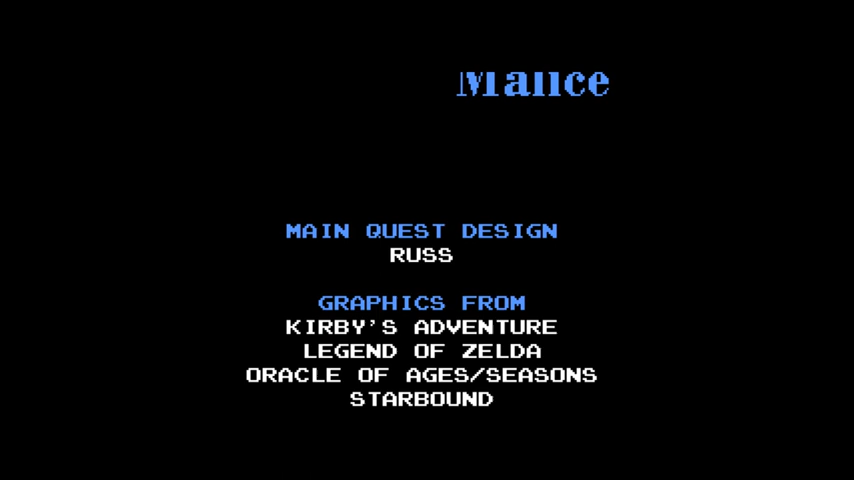 Malice
MAIN QUEST DESIGN
RUSS
GRAPHICS FROM
KIRBY'S ADVENTURE
LEGEND OF ZELDA
ORACLE OF AGES/SEASONS
STARBOUND